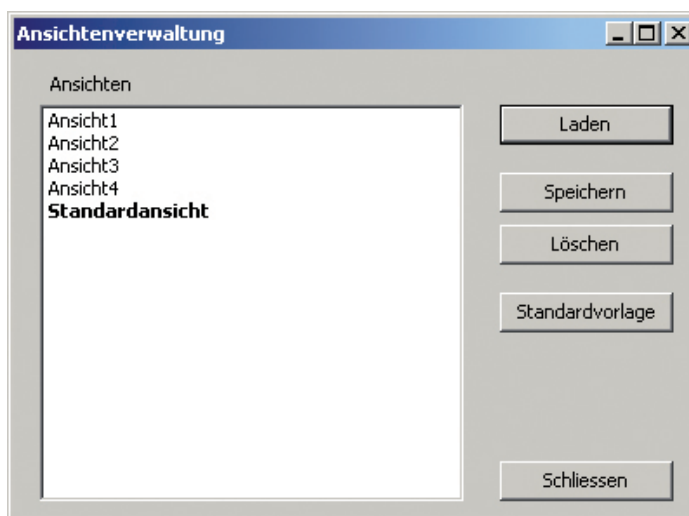 Ansichtenverwaltung
Ansichten
Ansicht1
Ansicht2
Ansicht3
Ansicht4
Standardansicht
Laden
Speichern
Löschen
Standardvorlage
Schliessen